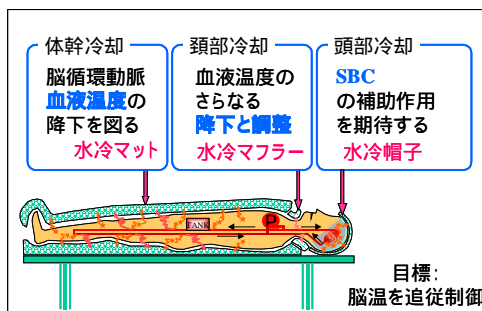 体幹冷却
脳循環動脈
血液温度の
降下を図る
水冷マット
頚部冷却
血液温度の
さらなる
降下と調整
水冷マフラー
頭部冷却
SBC
の補助作用
を期待する
水冷帽子
TANK
P
目標:
脳温を追従制御